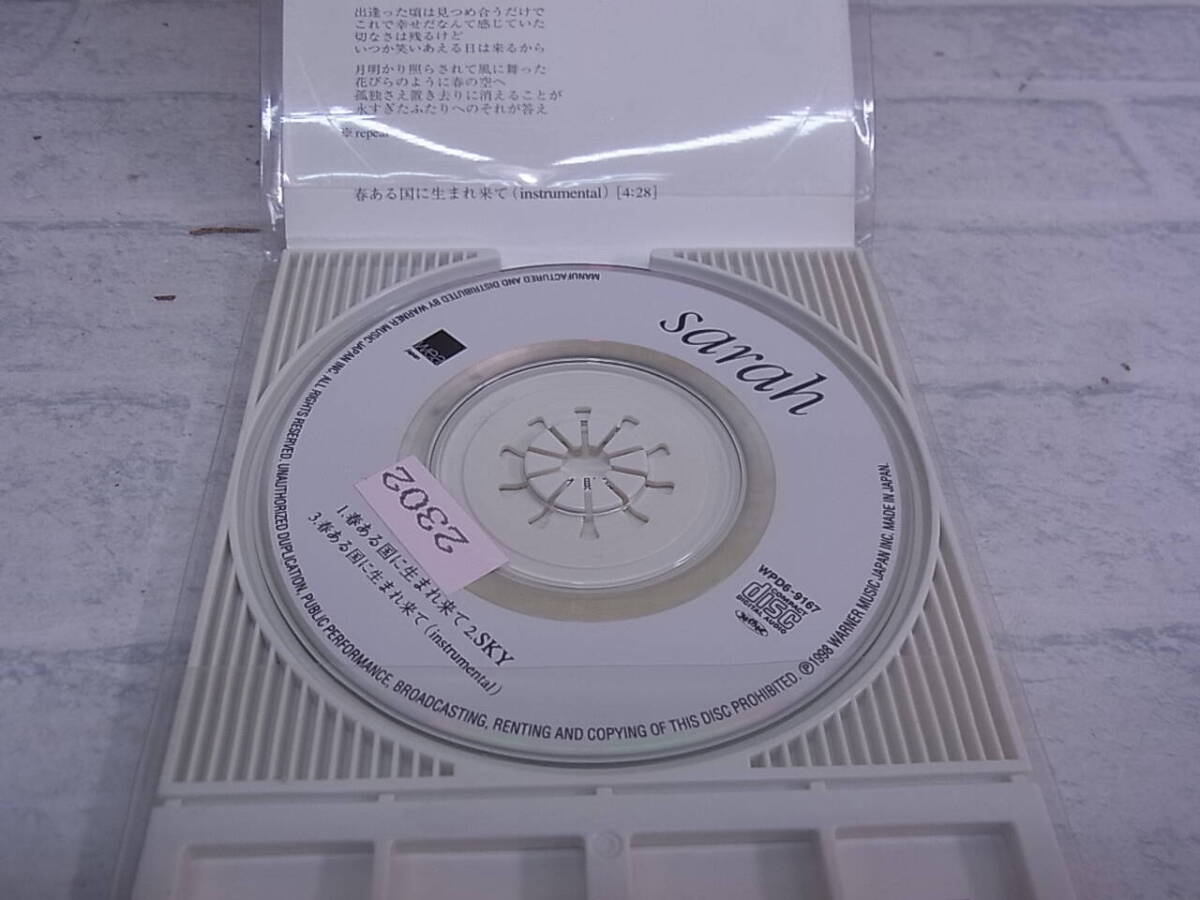 出逢った頃は見つめ合うだけで
これで幸せだなんて感じていた
切なさは残るけど
いつか笑いあえる日は来るから
月明かり照らされて風に舞った
花びらのように春の空へ
孤独さえ置き去りに消えることが
永すぎたふたりへのそれが答え
※repeat
春ある国に生まれ来て(instrumental)[4:28]
sarah
wea
japan
2302
1.春ある国に生まれ来て 2.SKY
3.春ある国に生まれ来て(instrumental)
WPD6-9167
COMPACT
disc
DIGITAL AUDIO
MANUFACTURED AND DISTRIBUTED BY WARNER MUSIC JAPAN INC. ALL RIGHTS RESERVED. UNAUTHORIZED DUPLICATION, PUBLIC PERFORMANCE, BROADCASTING, RENTING AND COPYING OF THIS DISC PROHIBITED. Ⓟ1998 WARNER MUSIC JAPAN INC. MADE IN JAPAN.